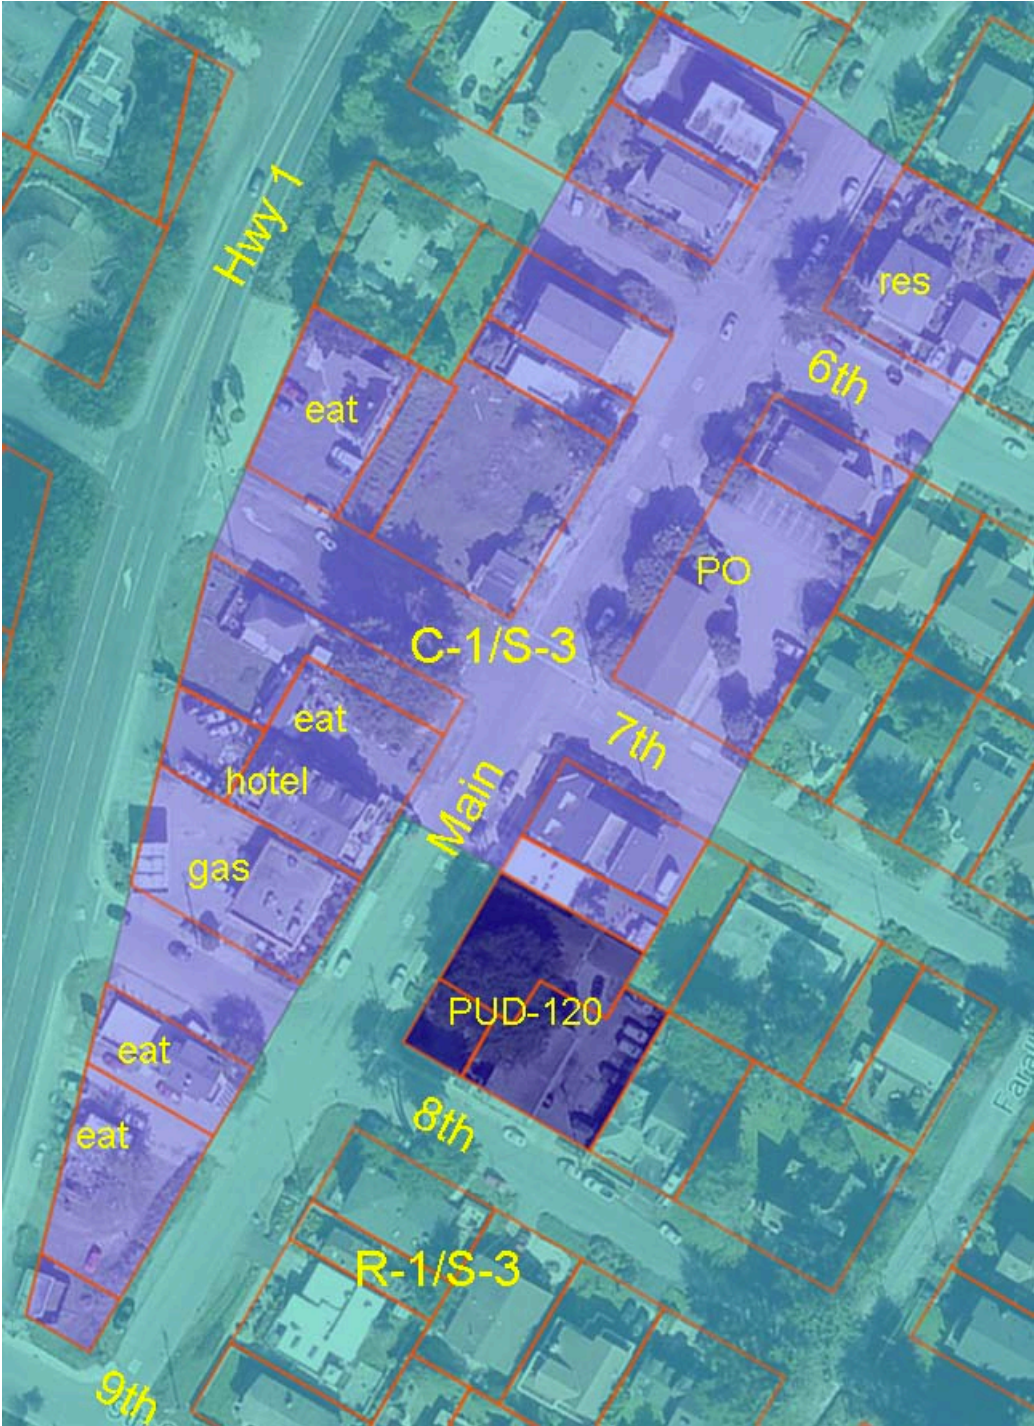 Hwy 1
res
6th
eat
PO
C-1/S-3
eat
7th
hotel
Main
gas
PUD-120
eat
eat
8th
R-1/S-3
9th